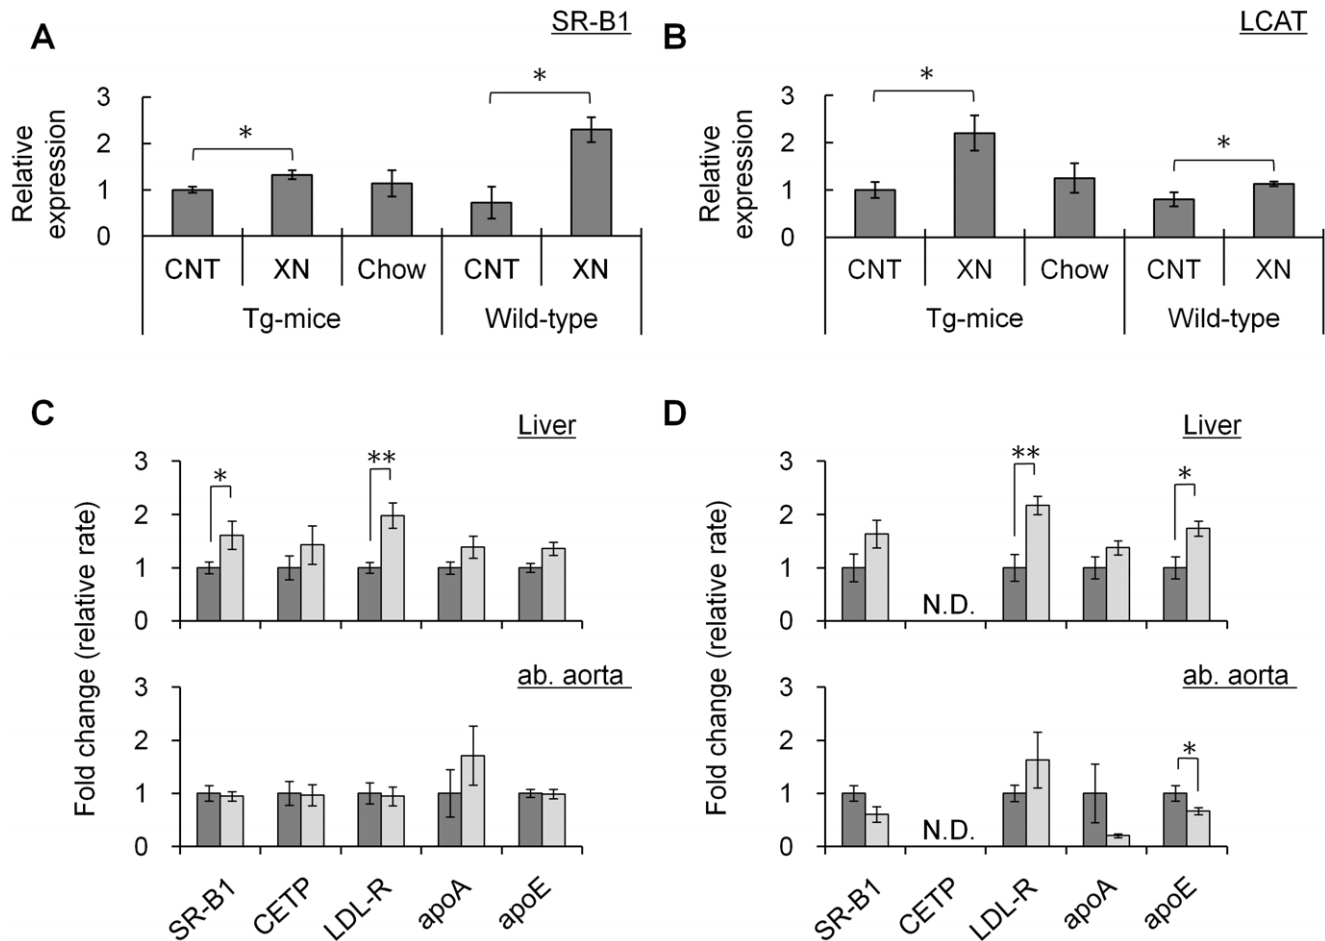 A
SR-B1
Relative
expression
3
2
1
0
*
*
CNT
XN
Chow
CNT
XN
Tg-mice
Wild-type
B
LCAT
Relative
expression
3
2
1
0
*
*
CNT
XN
Chow
CNT
XN
Tg-mice
Wild-type
C
Liver
Fold change (relative rate)
3
2
1
0
*
**
ab. aorta
3
2
1
0
SR-B1
CETP
LDL-R
apoA
apoE
D
Liver
Fold change (relative rate)
3
2
1
0
**
*
N.D.
ab. aorta
3
2
1
0
*
N.D.
SR-B1
CETP
LDL-R
apoA
apoE